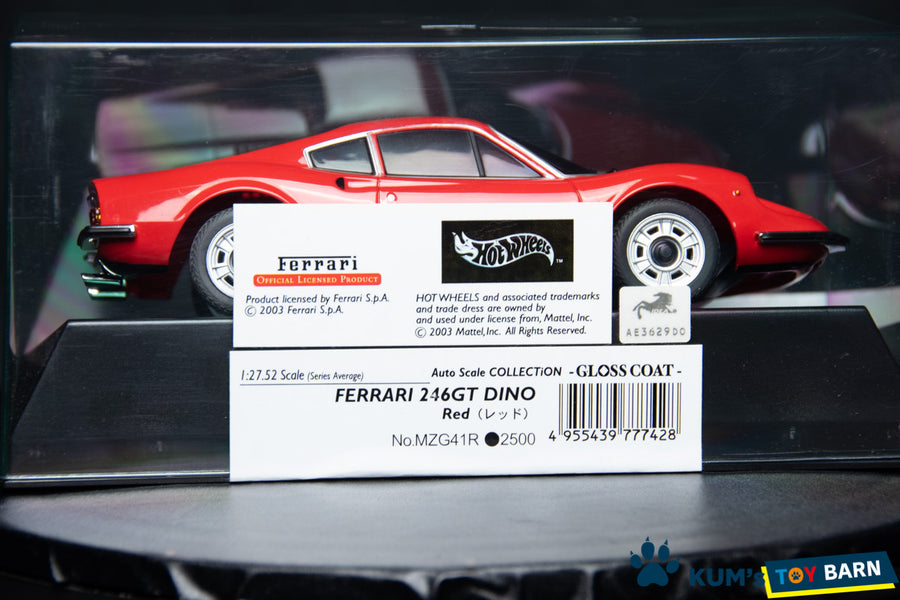 Ferrari
OFFICIAL LICENSED PRODUCT
Product licensed by Ferrari S.p.A.
© 2003 Ferrari S.p.A.
HOT WHEELS TM
HOT WHEELS and associated trademarks
and trade dress are owned by
and used under license from, Mattel, Inc.
© 2003 Mattel, Inc. All Rights Reserved.
AE3629DO
1:27.52 Scale (Series Average)
Auto Scale COLLECTiON - GLOSS COAT -
FERRARI 246GT DINO
Red（レッド）
No.MZG41R ●2500
4 955439 777428
KUM's TOY BARN